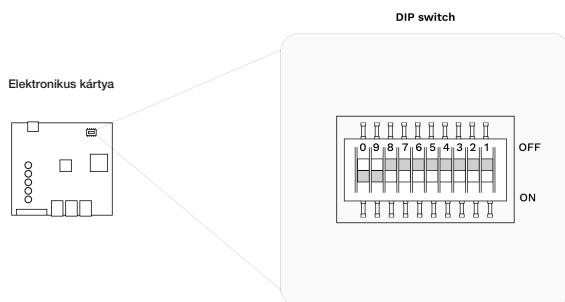 DIP switch
Elektronikus kártya
0 9 8 7 6 5 4 3 2 1
OFF
ON